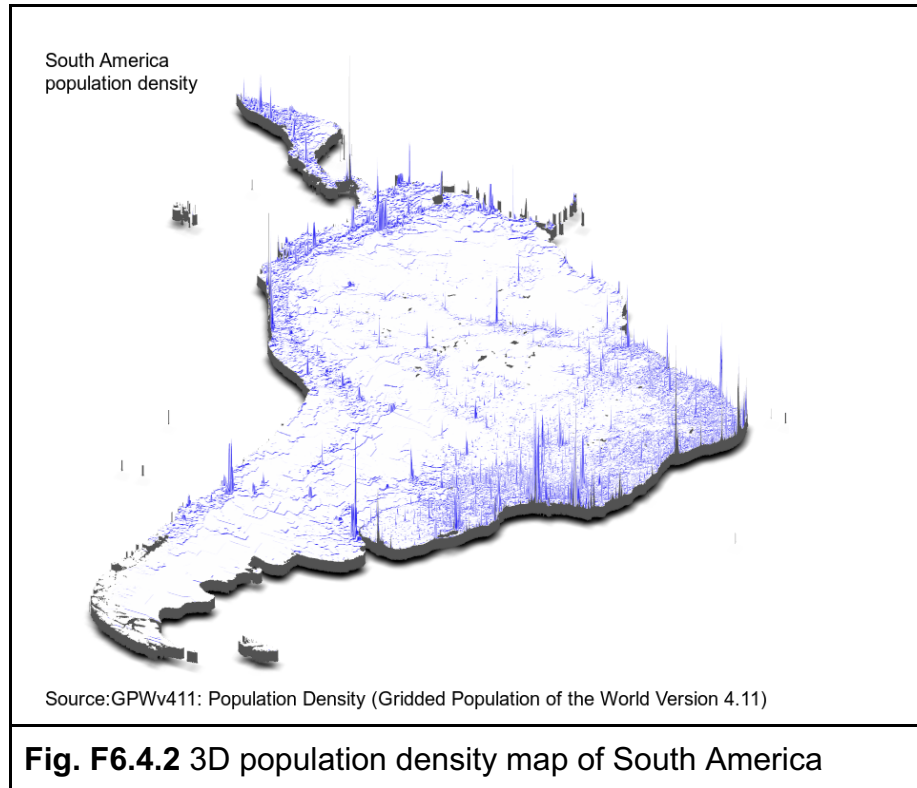 South America
population density
Source:GPWv411: Population Density (Gridded Population of the World Version 4.11)
Fig. F6.4.2 3D population density map of South America